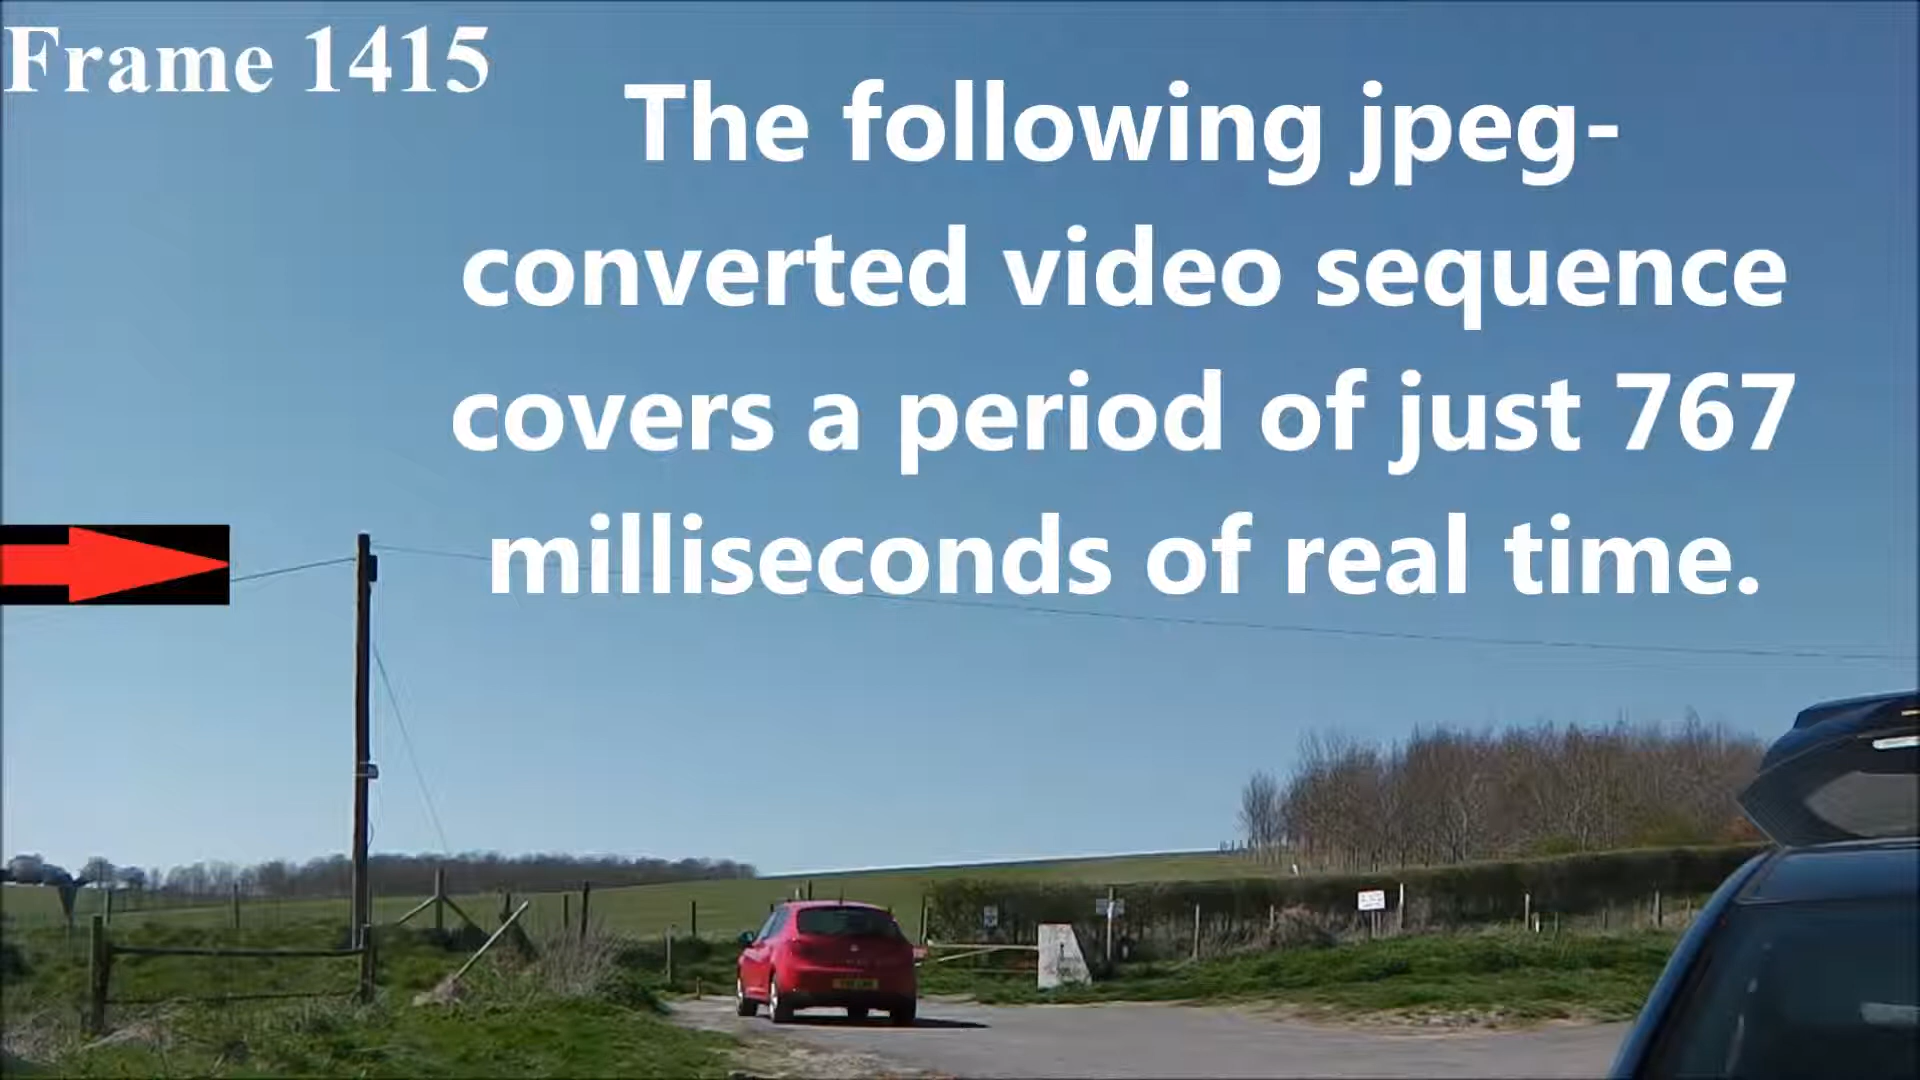 Frame 1415
The following jpeg-
converted video sequence
covers a period of just 767
milliseconds of real time.